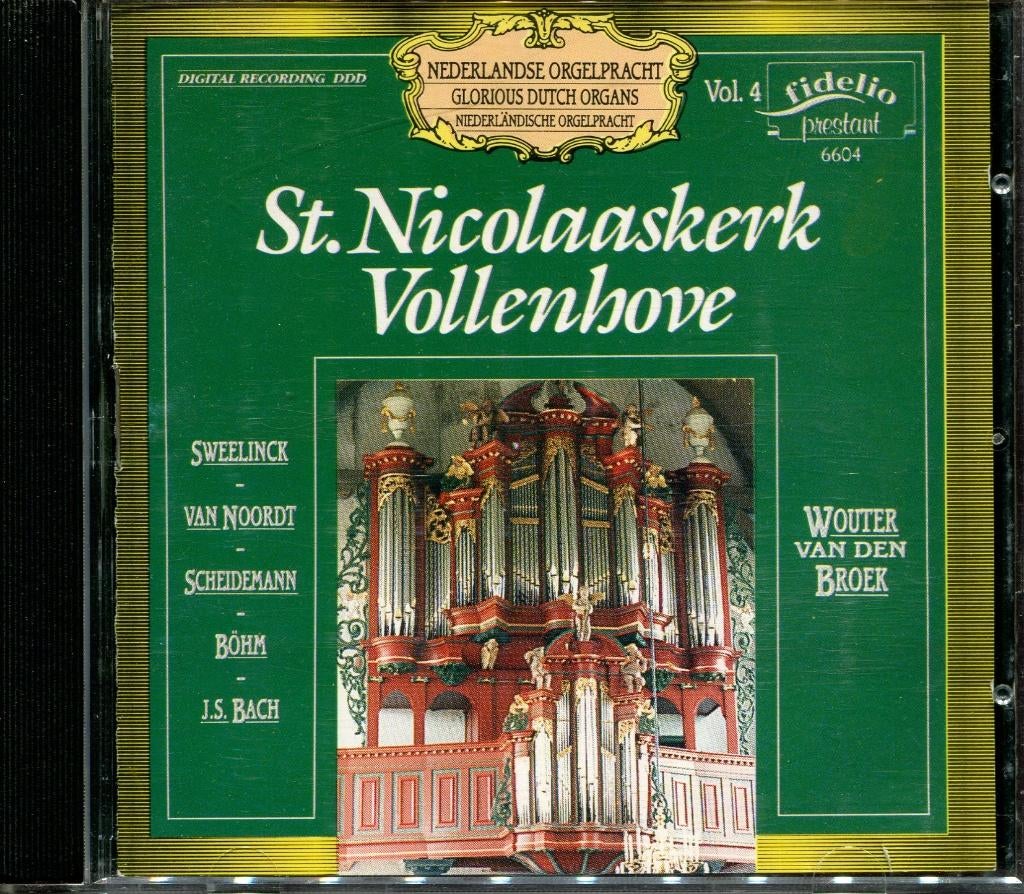 DIGITAL RECORDING DDD
NEDERLANDSE ORGELPRACHT
GLORIOUS DUTCH ORGANS
NIEDERLÄNDISCHE ORGELPRACHT
Vol. 4
fidelio
prestant
6604
St. Nicolaaskerk
Vollenhove
SWEELINCK
-
VAN NOORDT
-
SCHEIDEMANN
-
BÖHM
-
J.S. BACH
WOUTER
VAN DEN
BROEK